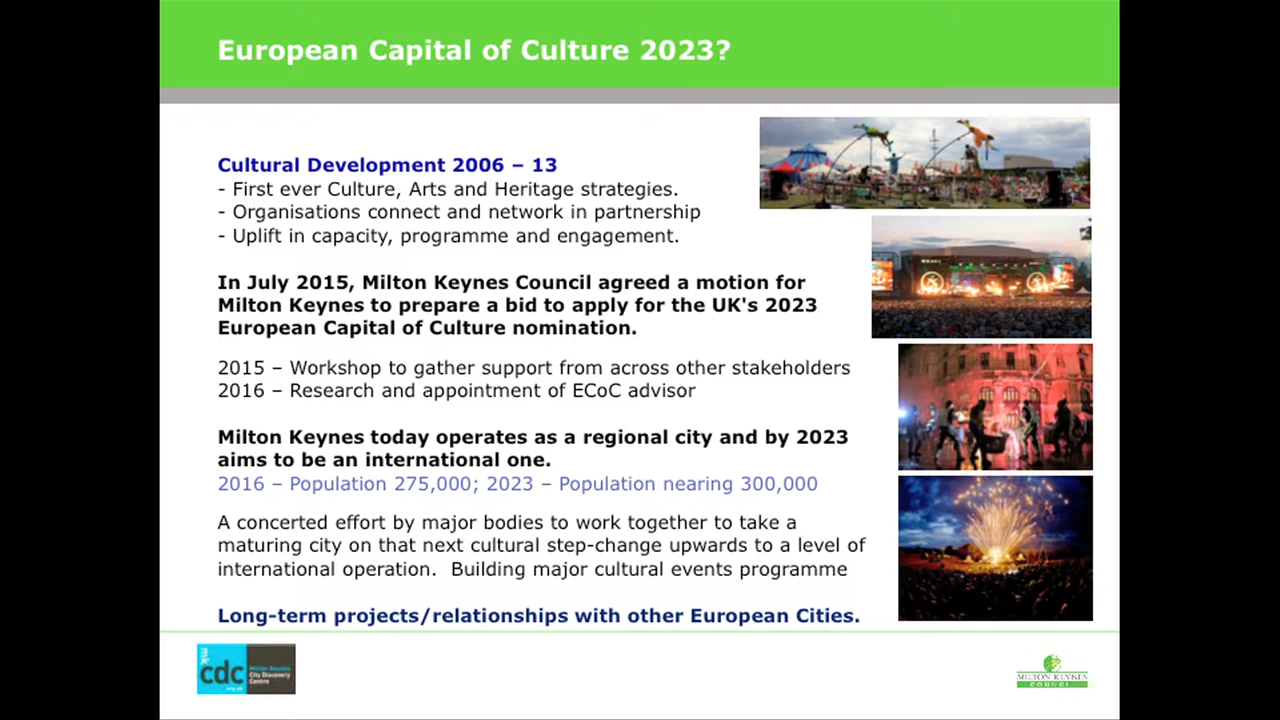 European Capital of Culture 2023?
Cultural Development 2006 – 13
- First ever Culture, Arts and Heritage strategies.
- Organisations connect and network in partnership
- Uplift in capacity, programme and engagement.
In July 2015, Milton Keynes Council agreed a motion for
Milton Keynes to prepare a bid to apply for the UK's 2023
European Capital of Culture nomination.
2015 – Workshop to gather support from across other stakeholders
2016 – Research and appointment of ECoC advisor
Milton Keynes today operates as a regional city and by 2023
aims to be an international one.
2016 – Population 275,000; 2023 – Population nearing 300,000
A concerted effort by major bodies to work together to take a
maturing city on that next cultural step-change upwards to a level of
international operation.  Building major cultural events programme
Long-term projects/relationships with other European Cities.
mk
cdc
Milton Keynes
City Discovery
Centre
MILTON KEYNES
COUNCIL